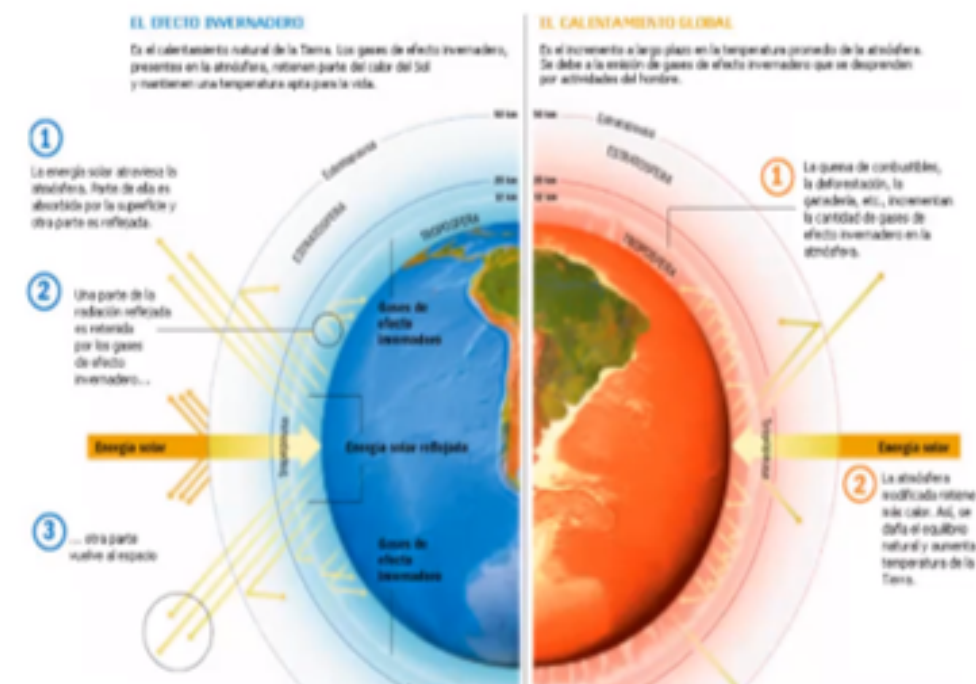 EL EFECTO INVERNADERO
Es el calentamiento natural de la Tierra. Los gases de efecto invernadero,
presentes en la atmósfera, retienen parte del calor del Sol
y mantienen una temperatura apta para la vida.
1
La energía solar atraviesa la
atmósfera. Parte de ella es
absorbida por la superficie y
otra parte es reflejada.
2
Una parte de la
radiación reflejada
es retenida
por los gases
de efecto
invernadero...
Energía solar
3
... otra parte
vuelve al espacio
50 km
ESTRATOSFERA
TROPOSFERA
12 km
Gases de
efecto
invernadero
Energía solar reflejada
Gases de
efecto
invernadero
EL CALENTAMIENTO GLOBAL
Es el incremento a largo plazo en la temperatura promedio de la atmósfera.
Se debe a la emisión de gases de efecto invernadero que se desprenden
por actividades del hombre.
50 km
ESTRATOSFERA
12 km
TROPOSFERA
1
La quema de combustibles,
la deforestación, la
ganadería, etc., incrementan
la cantidad de gases de
efecto invernadero en la
atmósfera.
Energía solar
2
La atmósfera
modificada retiene
más calor. Así, se
daña el equilibrio
natural y aumenta
temperatura de la
Tierra.